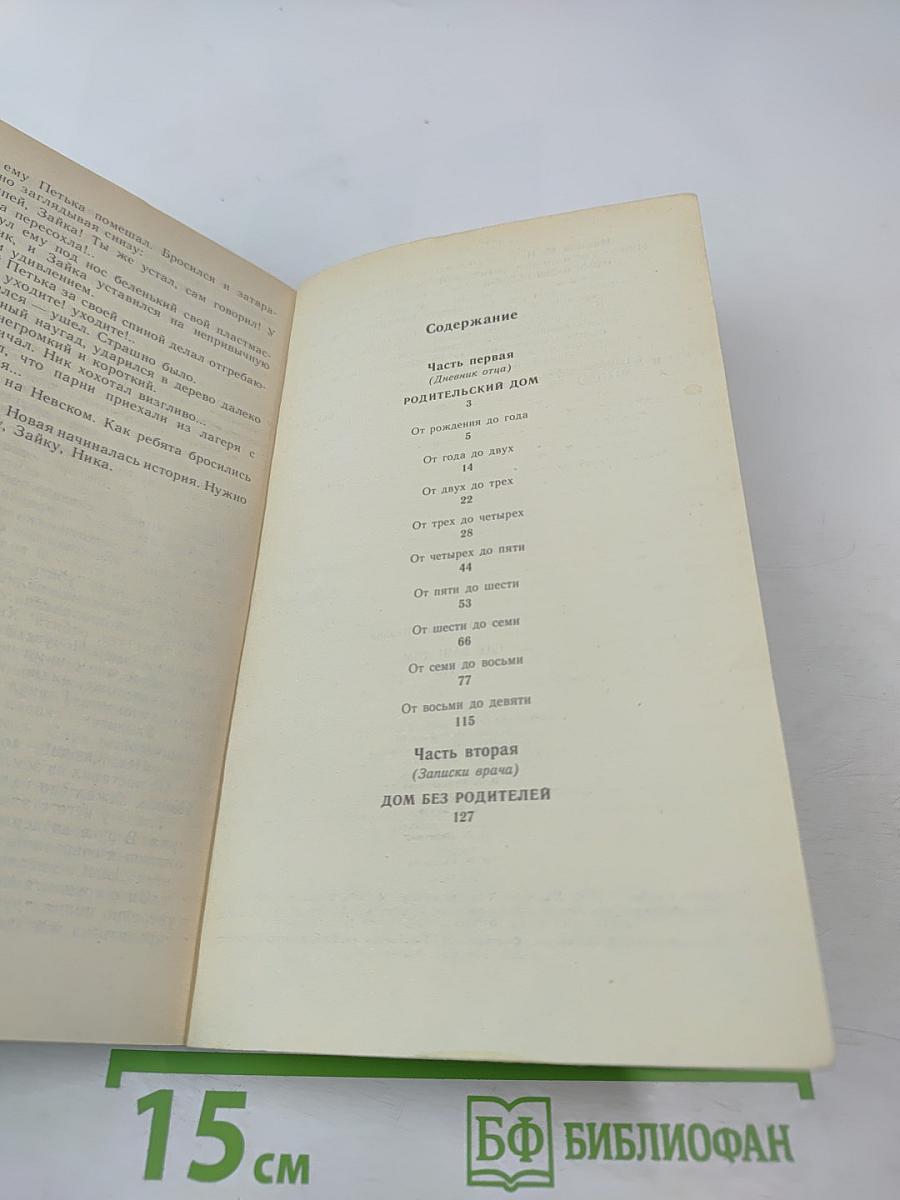 ему Петька помешал. Бросился и затара-
но заглядывая снизу:
пей, Зайка! Ты же устал, сам говорил! У
а пересохла!..
ул ему под нос беленький свой пластмас-
ик, и Зайка уставился на непривычную
м удивлением.
Петька за своей спиной делал отгребаю-
уходите! уходите!..
лся — ушел. Страшно было.
ный наугад, ударился в дерево далеко
негромкий и короткий.
ичал. Ник хохотал визгливо...
л, что парни приехали из лагеря с
я...
на Невском. Как ребята бросились
Новая начиналась история. Нужно
, Зайку, Ника.
Содержание
Часть первая
(Дневник отца)
РОДИТЕЛЬСКИЙ ДОМ
3
От рождения до года
5
От года до двух
14
От двух до трех
22
От трех до четырех
28
От четырех до пяти
44
От пяти до шести
53
От шести до семи
66
От семи до восьми
77
От восьми до девяти
115
Часть вторая
(Записки врача)
ДОМ БЕЗ РОДИТЕЛЕЙ
127
15 см
БФ БИБЛИОФАН